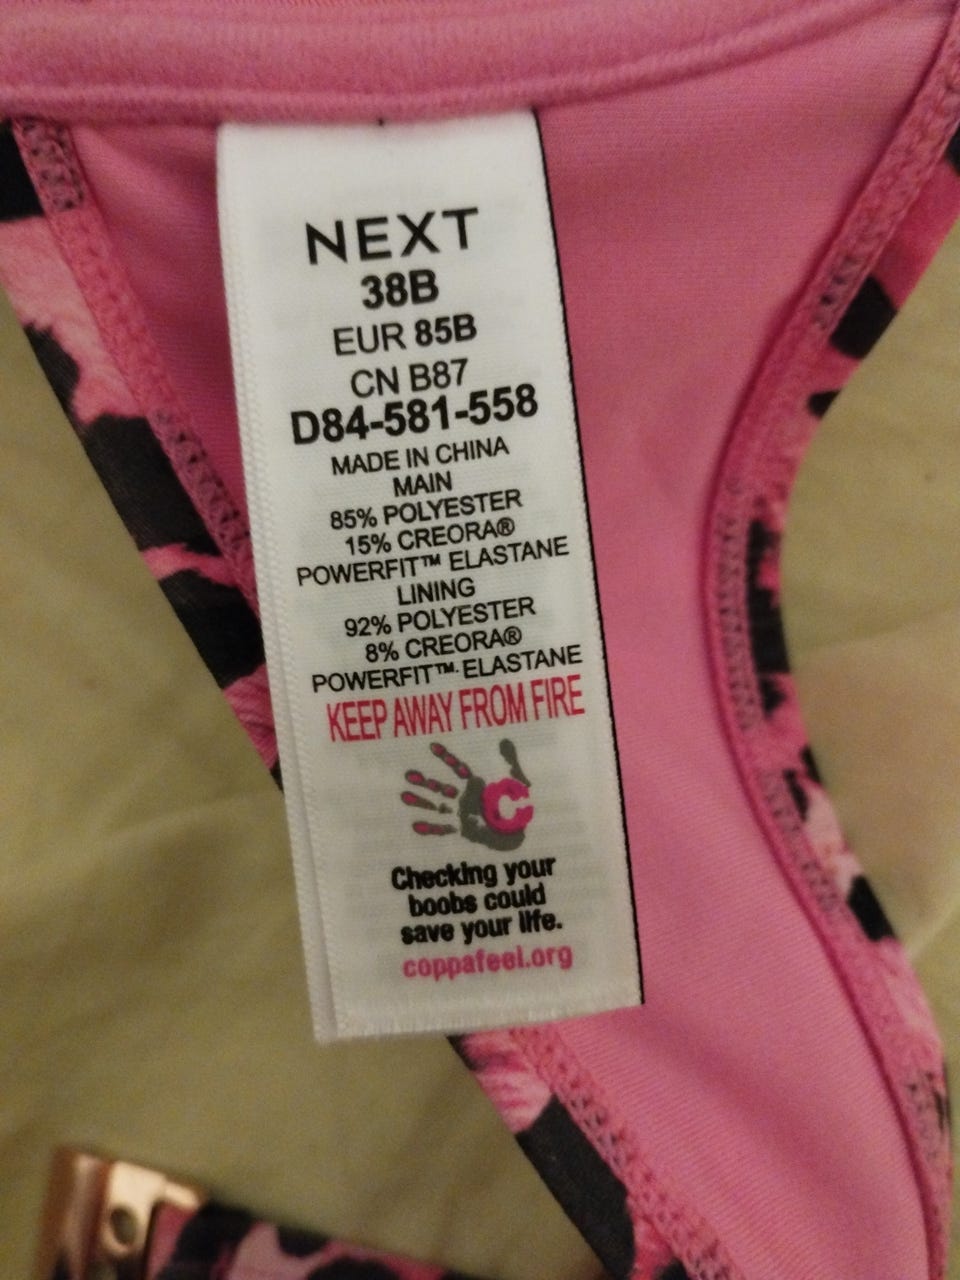 NEXT
38B
EUR 85B
CN B87
D84-581-558
MADE IN CHINA
MAIN
85% POLYESTER
15% CREORA®
POWERFIT™ ELASTANE
LINING
92% POLYESTER
8% CREORA®
POWERFIT™ ELASTANE
KEEP AWAY FROM FIRE
C
Checking your
boobs could
save your life.
coppafeel.org